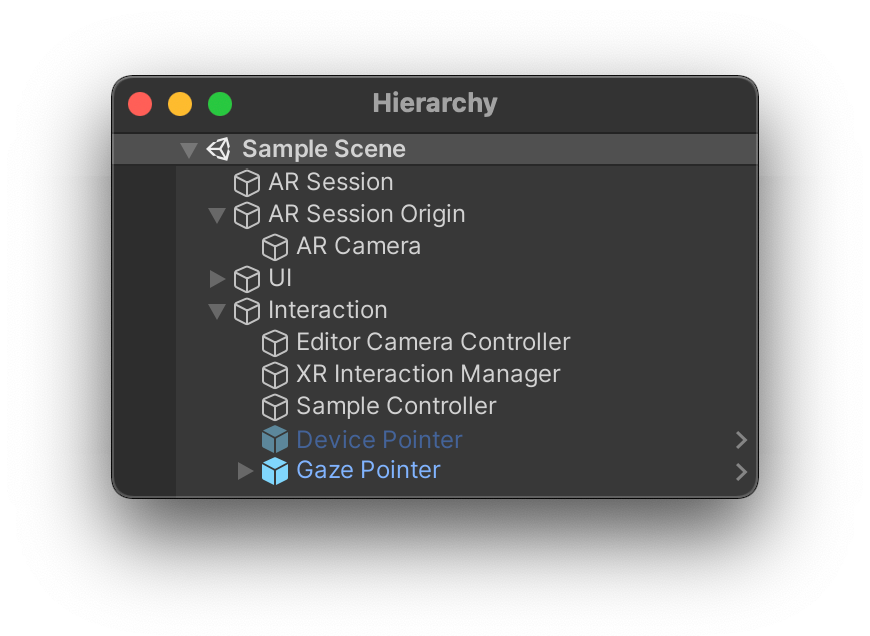 Hierarchy
Sample Scene
AR Session
AR Session Origin
AR Camera
UI
Interaction
Editor Camera Controller
XR Interaction Manager
Sample Controller
Device Pointer
Gaze Pointer